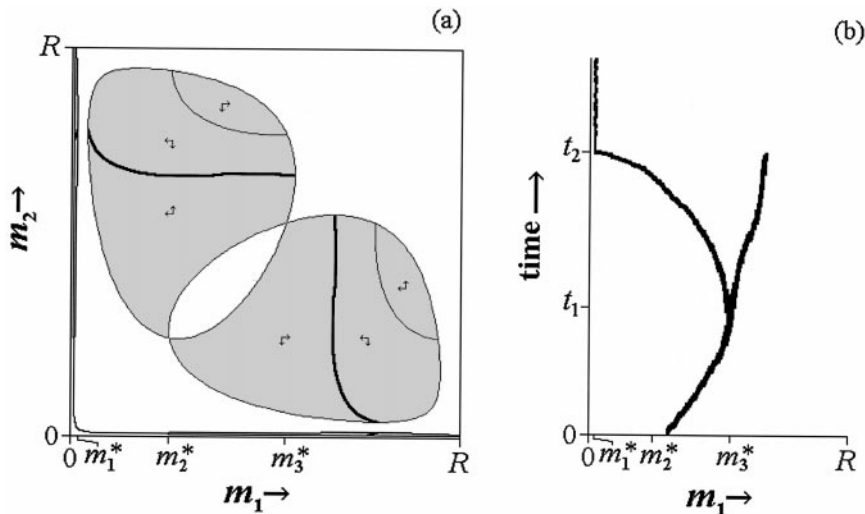 (a)
R
m₂→
0
0 m₁* m₂* m₃* R
m₁→
(b)
t₂
time →
t₁
0
0 m₁* m₂* m₃* R
m₁→